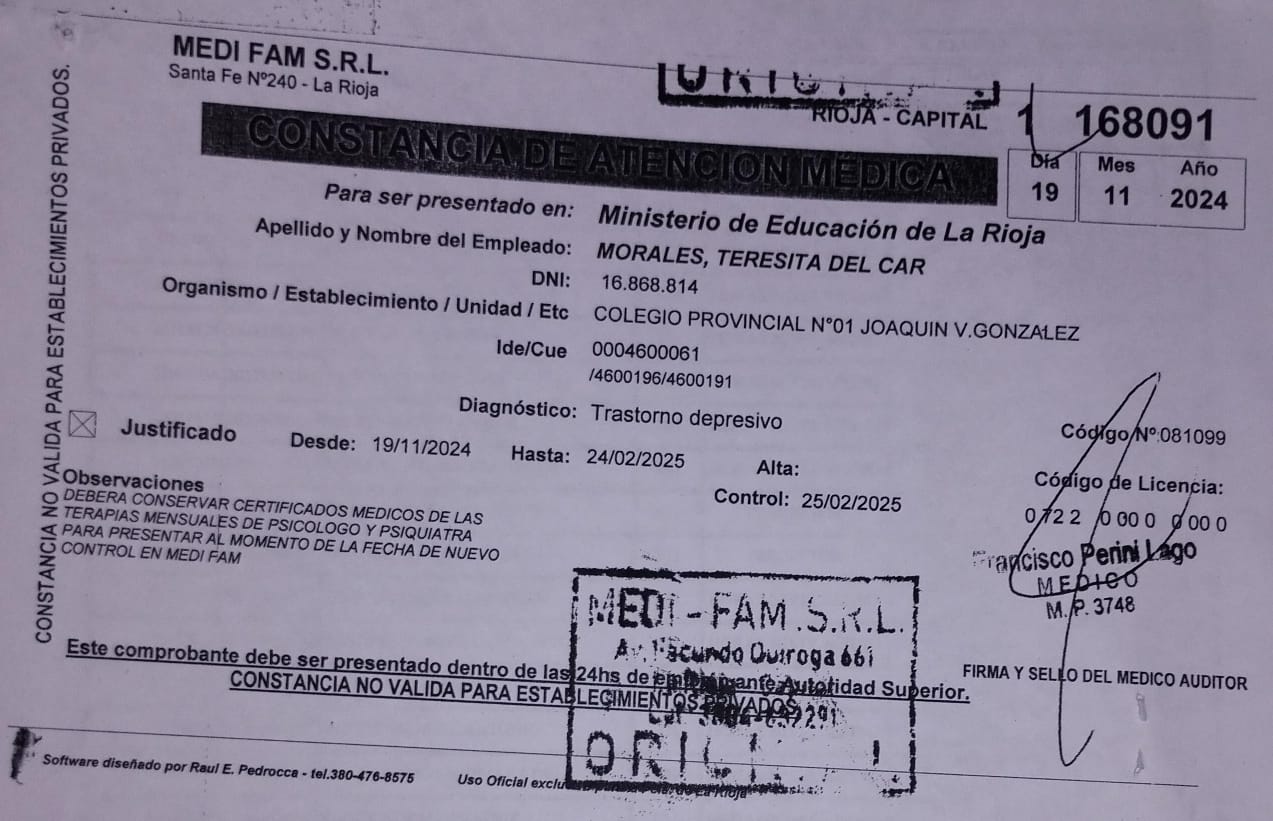 MEDI FAM S.R.L.
Santa Fe Nº240 - La Rioja
RIOJA - CAPITAL 1 168091
CONSTANCIA DE ATENCION MEDICA
Día Mes Año
19 11 2024
Para ser presentado en: Ministerio de Educación de La Rioja
Apellido y Nombre del Empleado: MORALES, TERESITA DEL CAR
DNI: 16.868.814
Organismo / Establecimiento / Unidad / Etc COLEGIO PROVINCIAL N°01 JOAQUIN V.GONZALEZ
Ide/Cue 0004600061
/4600196/4600191
Diagnóstico: Trastorno depresivo
Justificado Desde: 19/11/2024 Hasta: 24/02/2025 Alta:
Control: 25/02/2025
Código Nº:081099
Código de Licencia:
0722 0000 0000
Francisco Perini Lago
MEDICO
M.P. 3748
FIRMA Y SELLO DEL MEDICO AUDITOR
Observaciones
DEBERA CONSERVAR CERTIFICADOS MEDICOS DE LAS
TERAPIAS MENSUALES DE PSICOLOGO Y PSIQUIATRA
PARA PRESENTAR AL MOMENTO DE LA FECHA DE NUEVO
CONTROL EN MEDI FAM
MEDI-FAM.S.R.L.
Av. Facundo Quiroga 661
Este comprobante debe ser presentado dentro de las 24hs de Autoridad Superior.
CONSTANCIA NO VALIDA PARA ESTABLECIMIENTOS PRIVADOS.
Software diseñado por Raul E. Pedrocca - tel.380-476-8575
Uso Oficial de La Rioja
CONSTANCIA NO VALIDA PARA ESTABLECIMIENTOS PRIVADOS.